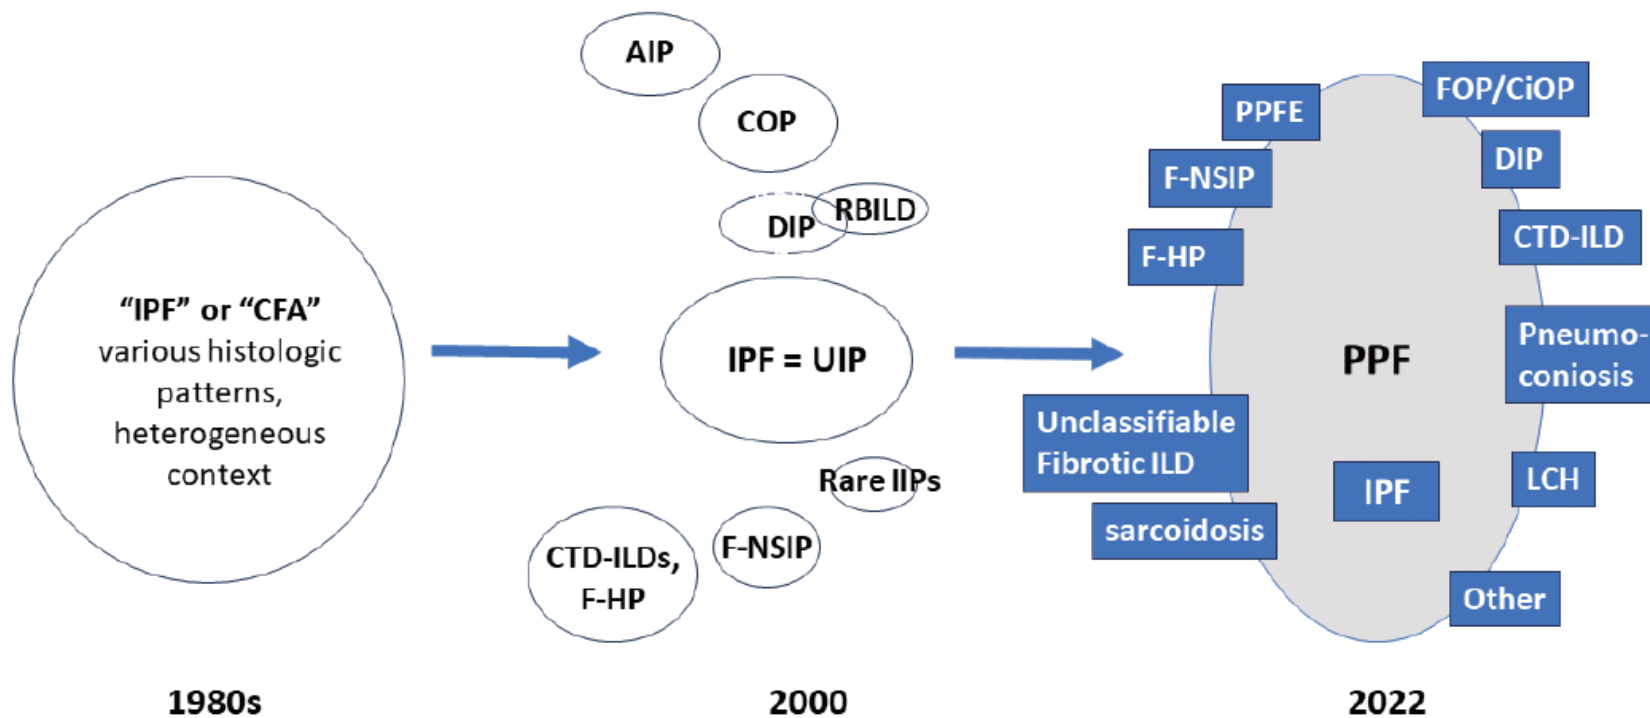 “IPF” or “CFA”
various histologic
patterns,
heterogeneous
context
1980s
AIP
COP
DIP
RBILD
IPF = UIP
Rare IIPs
F-NSIP
CTD-ILDs,
F-HP
2000
PPFE
FOP/CiOP
F-NSIP
DIP
F-HP
CTD-ILD
PPF
Pneumo-
coniosis
Unclassifiable
Fibrotic ILD
IPF
LCH
sarcoidosis
Other
2022